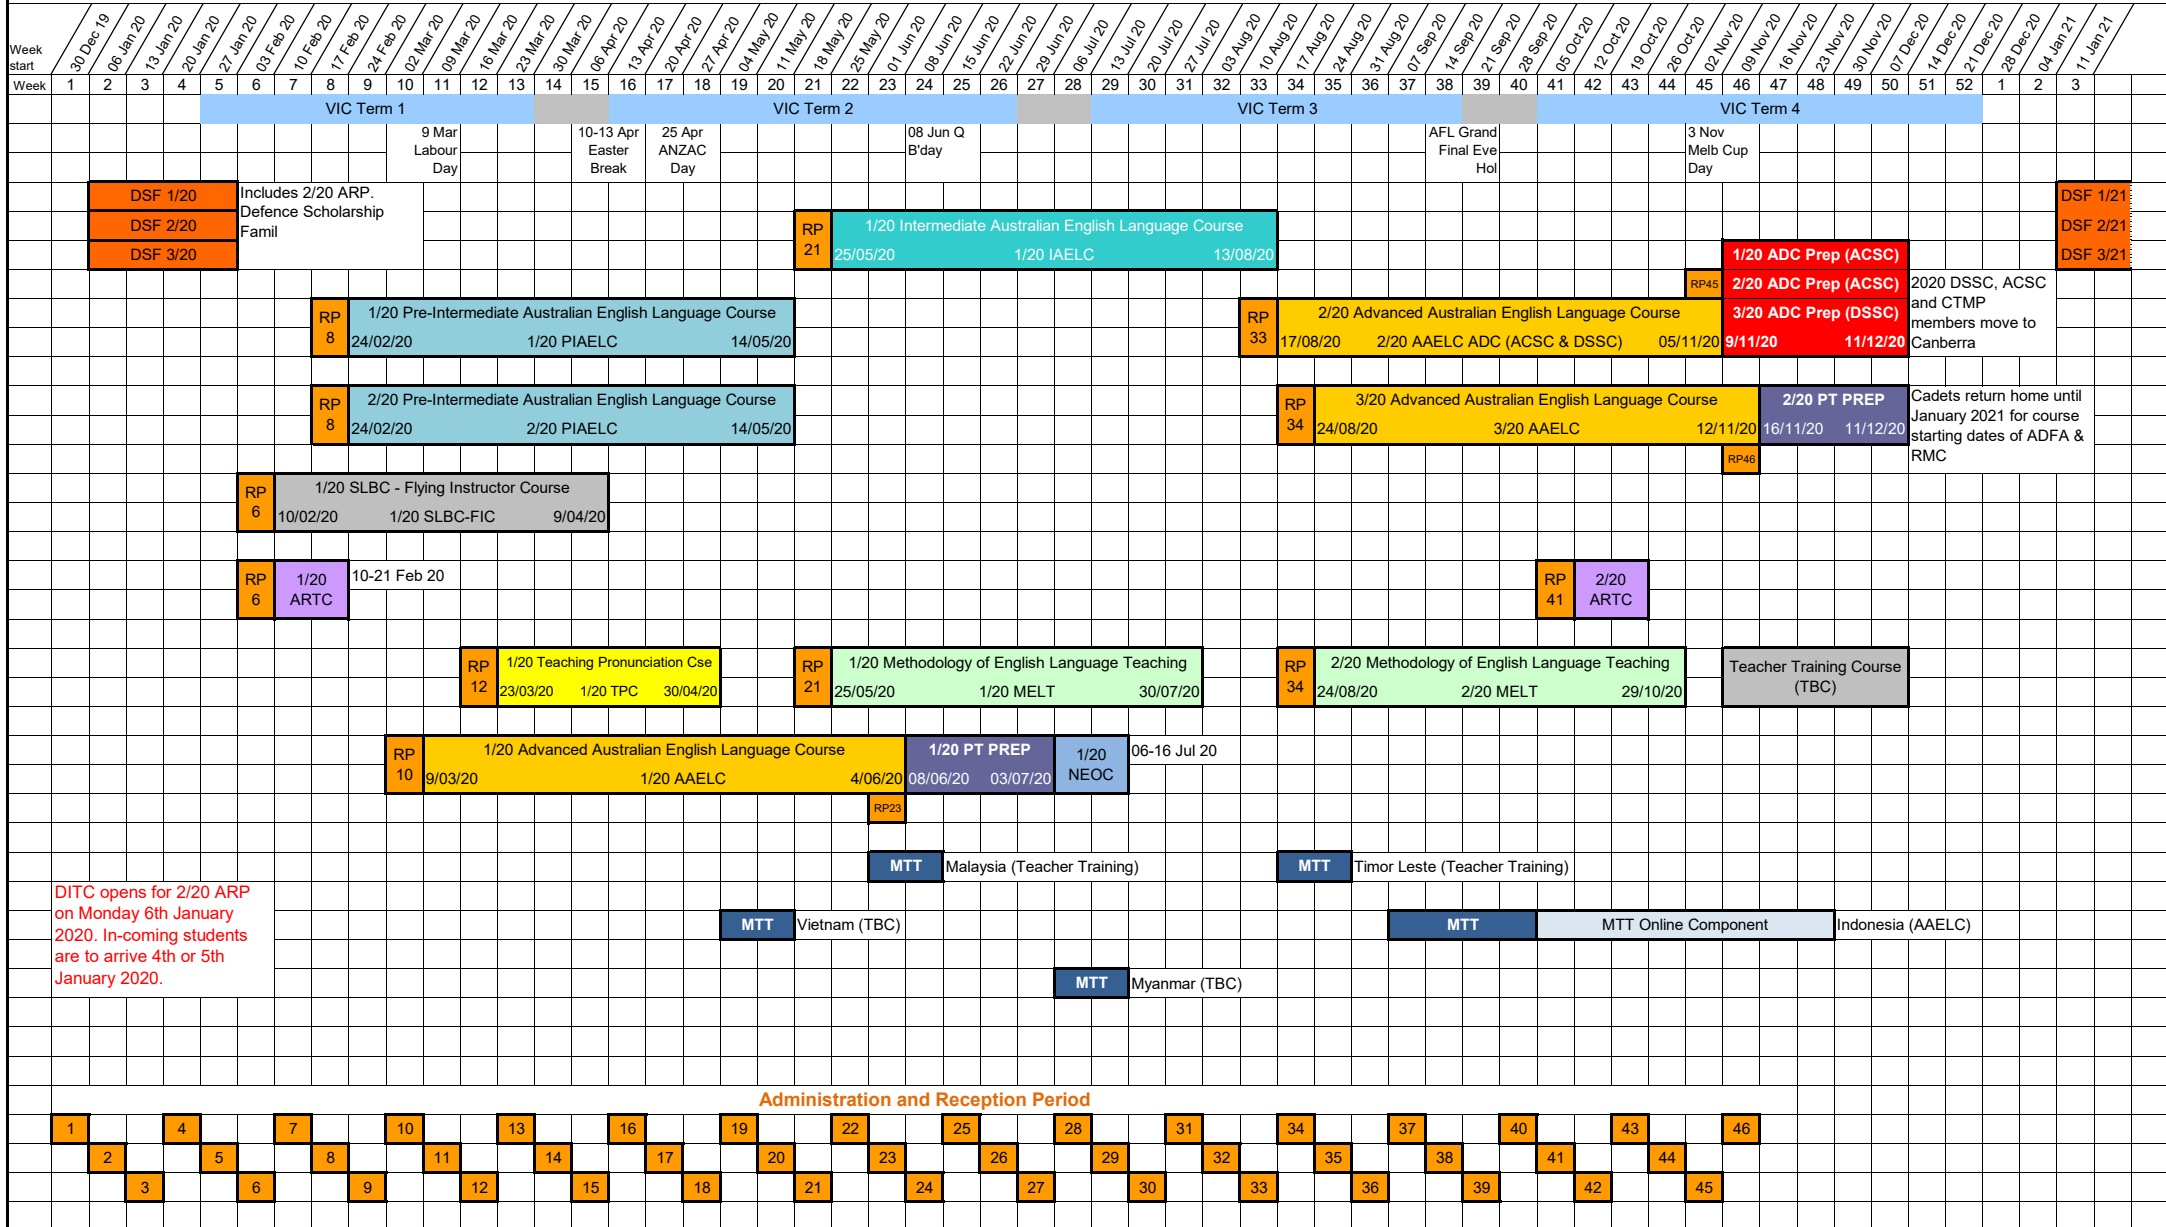 Week
start
30 Dec 19 06 Jan 20 13 Jan 20 20 Jan 20 27 Jan 20 03 Feb 20 10 Feb 20 17 Feb 20 24 Feb 20 02 Mar 20 09 Mar 20 16 Mar 20 23 Mar 20 30 Mar 20 06 Apr 20 13 Apr 20 20 Apr 20 27 Apr 20 04 May 20 11 May 20 18 May 20 25 May 20 01 Jun 20 08 Jun 20 15 Jun 20 22 Jun 20 29 Jun 20 06 Jul 20 13 Jul 20 20 Jul 20 27 Jul 20 03 Aug 20 10 Aug 20 17 Aug 20 24 Aug 20 31 Aug 20 07 Sep 20 14 Sep 20 21 Sep 20 28 Sep 20 05 Oct 20 12 Oct 20 19 Oct 20 26 Oct 20 02 Nov 20 09 Nov 20 16 Nov 20 23 Nov 20 30 Nov 20 07 Dec 20 14 Dec 20 21 Dec 20 28 Dec 20 04 Jan 21 11 Jan 21
Week 1 2 3 4 5 6 7 8 9 10 11 12 13 14 15 16 17 18 19 20 21 22 23 24 25 26 27 28 29 30 31 32 33 34 35 36 37 38 39 40 41 42 43 44 45 46 47 48 49 50 51 52 1 2 3
VIC Term 1 VIC Term 2 VIC Term 3 VIC Term 4
9 Mar
Labour
Day
10-13 Apr
Easter
Break
25 Apr
ANZAC
Day
08 Jun Q
B'day
AFL Grand
Final Eve
Hol
3 Nov
Melb Cup
Day
DSF 1/20
DSF 2/20
DSF 3/20
Includes 2/20 ARP.
Defence Scholarship
Famil
RP
21
1/20 Intermediate Australian English Language Course
25/05/20 1/20 IAELC 13/08/20
DSF 1/21
DSF 2/21
DSF 3/21
RP
8
1/20 Pre-Intermediate Australian English Language Course
24/02/20 1/20 PIAELC 14/05/20
RP
33
2/20 Advanced Australian English Language Course
17/08/20 2/20 AAELC ADC (ACSC & DSSC) 05/11/20
RP45
1/20 ADC Prep (ACSC)
2/20 ADC Prep (ACSC)
3/20 ADC Prep (DSSC)
9/11/20 11/12/20
2020 DSSC, ACSC
and CTMP
members move to
Canberra
RP
8
2/20 Pre-Intermediate Australian English Language Course
24/02/20 2/20 PIAELC 14/05/20
RP
34
3/20 Advanced Australian English Language Course
24/08/20 3/20 AAELC 12/11/20
2/20 PT PREP
16/11/20 11/12/20
RP46
Cadets return home until
January 2021 for course
starting dates of ADFA &
RMC
RP
6
1/20 SLBC - Flying Instructor Course
10/02/20 1/20 SLBC-FIC 9/04/20
RP
6
1/20
ARTC
10-21 Feb 20
RP
41
2/20
ARTC
RP
12
1/20 Teaching Pronunciation Cse
23/03/20 1/20 TPC 30/04/20
RP
21
1/20 Methodology of English Language Teaching
25/05/20 1/20 MELT 30/07/20
RP
34
2/20 Methodology of English Language Teaching
24/08/20 2/20 MELT 29/10/20
Teacher Training Course
(TBC)
RP
10
1/20 Advanced Australian English Language Course
9/03/20 1/20 AAELC 4/06/20
1/20 PT PREP
08/06/20 03/07/20
1/20
NEOC
06-16 Jul 20
RP23
MTT Malaysia (Teacher Training)
MTT Timor Leste (Teacher Training)
DITC opens for 2/20 ARP
on Monday 6th January
2020. In-coming students
are to arrive 4th or 5th
January 2020.
MTT Vietnam (TBC)
MTT MTT Online Component Indonesia (AAELC)
MTT Myanmar (TBC)
Administration and Reception Period
1 4 7 10 13 16 19 22 25 28 31 34 37 40 43 46
2 5 8 11 14 17 20 23 26 29 32 35 38 41 44
3 6 9 12 15 18 21 24 27 30 33 36 39 42 45